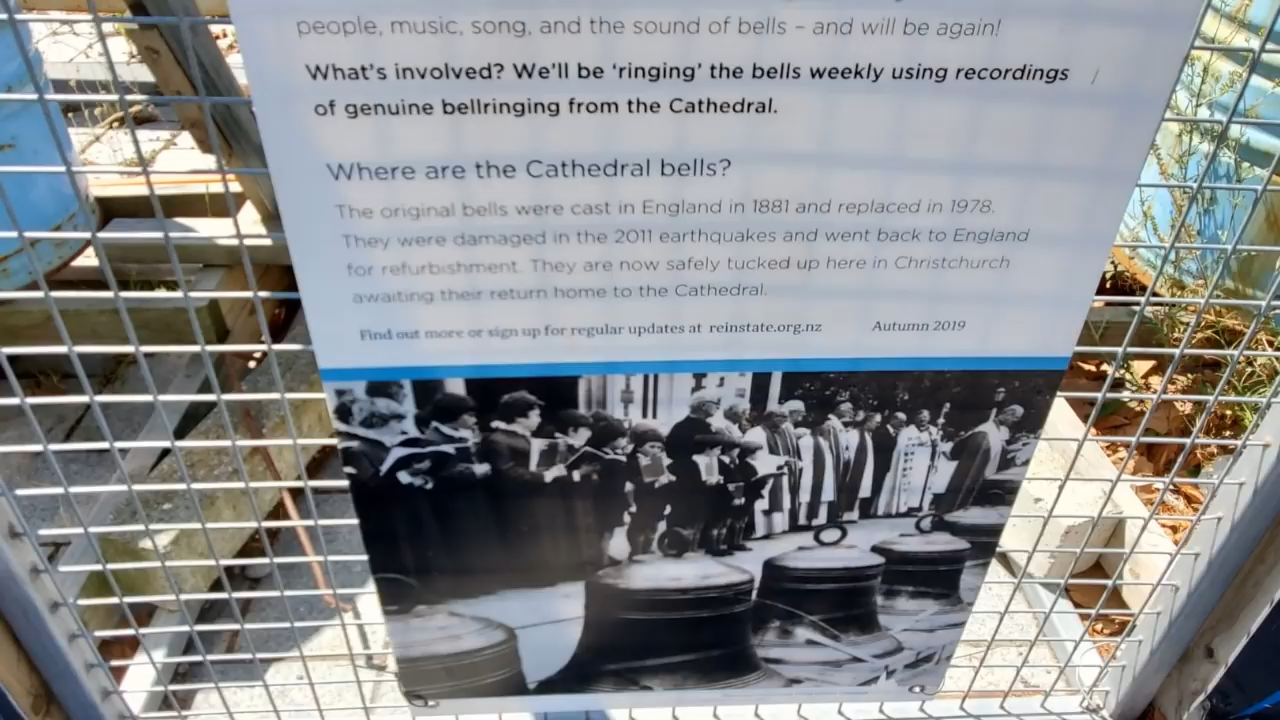 people, music, song, and the sound of bells – and will be again!
What's involved? We'll be 'ringing' the bells weekly using recordings
of genuine bellringing from the Cathedral.
Where are the Cathedral bells?
The original bells were cast in England in 1881 and replaced in 1978.
They were damaged in the 2011 earthquakes and went back to England
for refurbishment. They are now safely tucked up here in Christchurch
awaiting their return home to the Cathedral.
Find out more or sign up for regular updates at reinstate.org.nz Autumn 2019